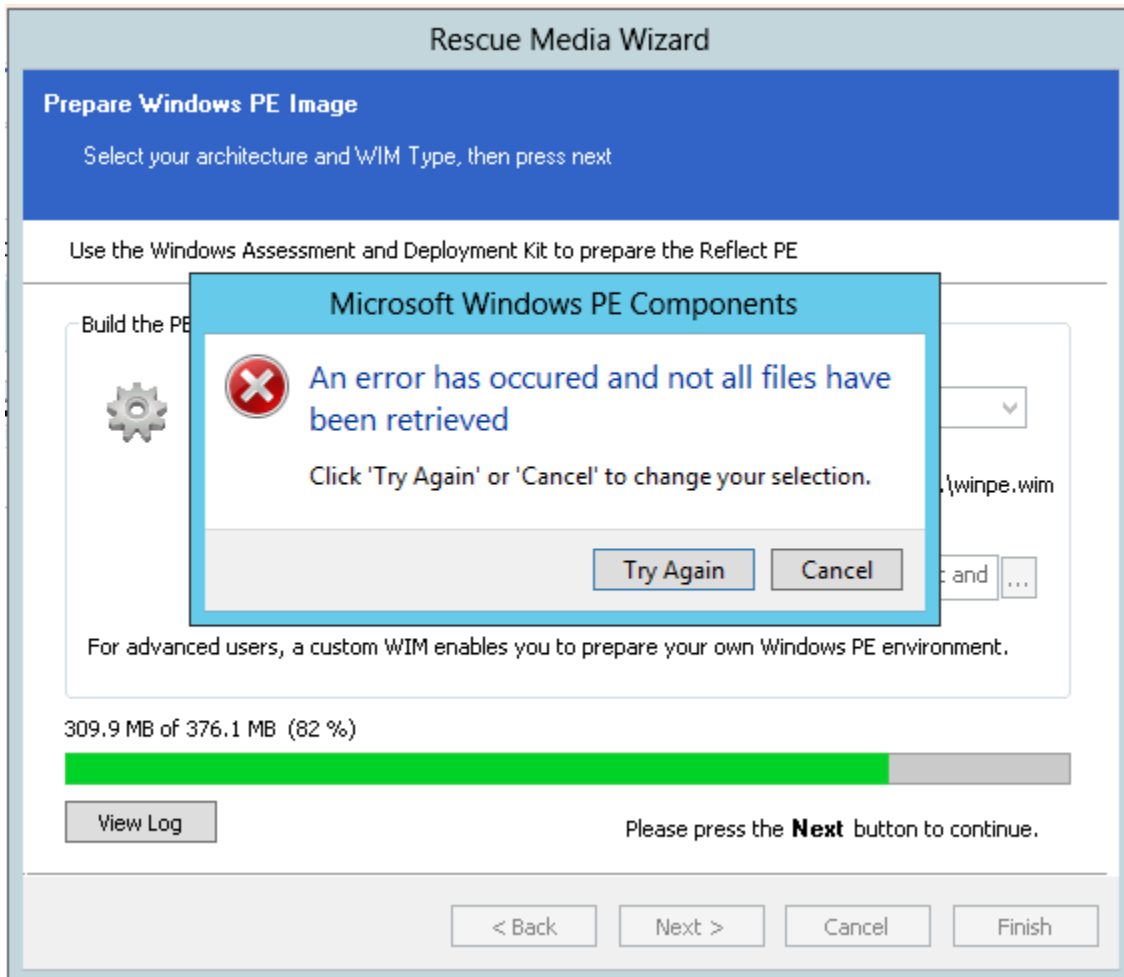 Rescue Media Wizard
Prepare Windows PE Image
Select your architecture and WIM Type, then press next
Use the Windows Assessment and Deployment Kit to prepare the Reflect PE
Build the PE
Microsoft Windows PE Components
An error has occured and not all files have
been retrieved
Click 'Try Again' or 'Cancel' to change your selection.
.\winpe.wim
Try Again
Cancel
and
...
For advanced users, a custom WIM enables you to prepare your own Windows PE environment.
309.9 MB of 376.1 MB (82 %)
View Log
Please press the Next button to continue.
< Back
Next >
Cancel
Finish